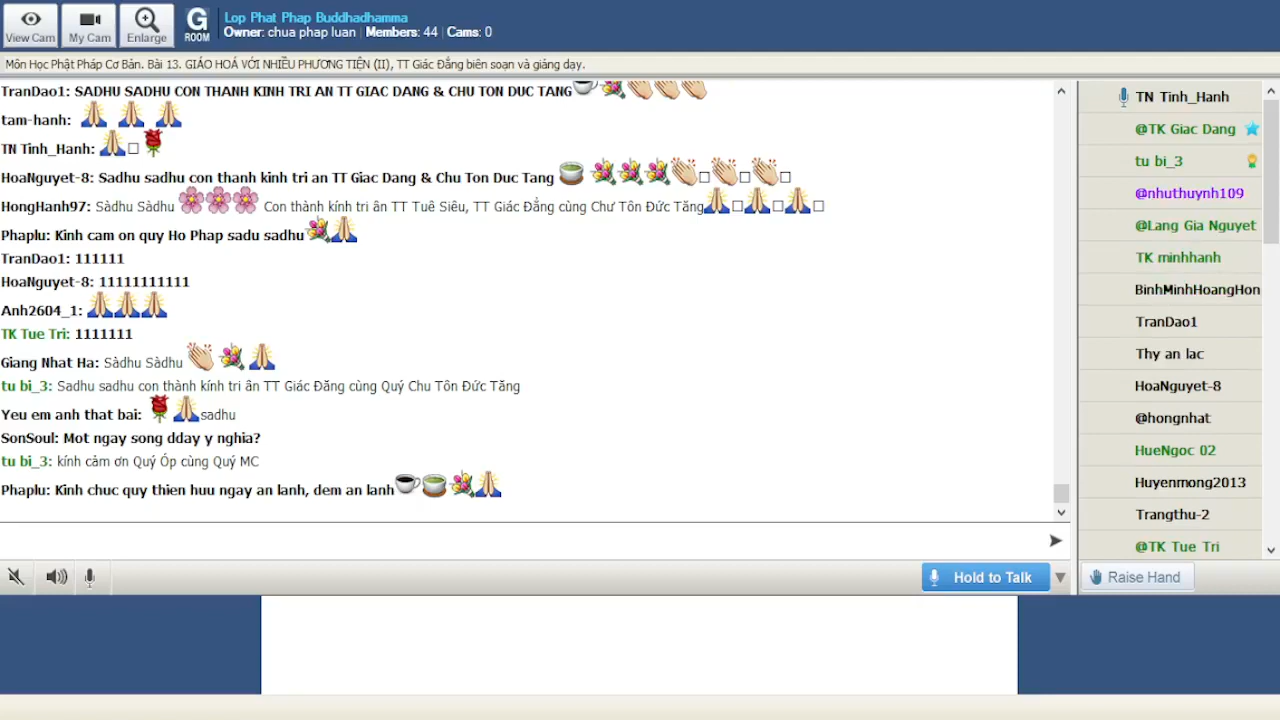 View Cam
My Cam
Enlarge
G ROOM
Lop Phat Phap Buddhadhamma
Owner: chua phap luan | Members: 44 | Cams: 0
Môn Học Phật Pháp Cơ Bản. Bài 13. GIÁO HOÁ VỚI NHIỀU PHƯƠNG TIỆN (II), TT Giác Đẳng biên soạn và giảng dạy.
TranDao1: SADHU SADHU CON THANH KINH TRI AN TT GIAC DANG & CHU TON DUC TANG
tam-hanh:
TN Tinh_Hanh:
HoaNguyet-8: Sadhu sadhu con thanh kinh tri an TT Giac Dang & Chu Ton Duc Tang
HongHanh97: Sàdhu Sàdhu Con thành kính tri ân TT Tuê Siêu, TT Giác Đẳng cùng Chư Tôn Đức Tăng
Phaplu: Kinh cam on quy Ho Phap sadu sadhu
TranDao1: 111111
HoaNguyet-8: 11111111111
Anh2604_1:
TK Tue Tri: 1111111
Giang Nhat Ha: Sàdhu Sàdhu
tu bi_3: Sadhu sadhu con thành kính tri ân TT Giác Đăng cùng Quý Chu Tôn Đức Tăng
Yeu em anh that bai: sadhu
SonSoul: Mot ngay song dday y nghia?
tu bi_3: kính cảm ơn Quý Ốp cùng Quý MC
Phaplu: Kinh chuc quy thien huu ngay an lanh, dem an lanh
TN Tinh_Hanh
@TK Giac Dang
tu bi_3
@nhuthuynh109
@Lang Gia Nguyet
TK minhhanh
BinhMinhHoangHon
TranDao1
Thy an lac
HoaNguyet-8
@hongnhat
HueNgoc 02
Huyenmong2013
Trangthu-2
@TK Tue Tri
Hold to Talk
Raise Hand